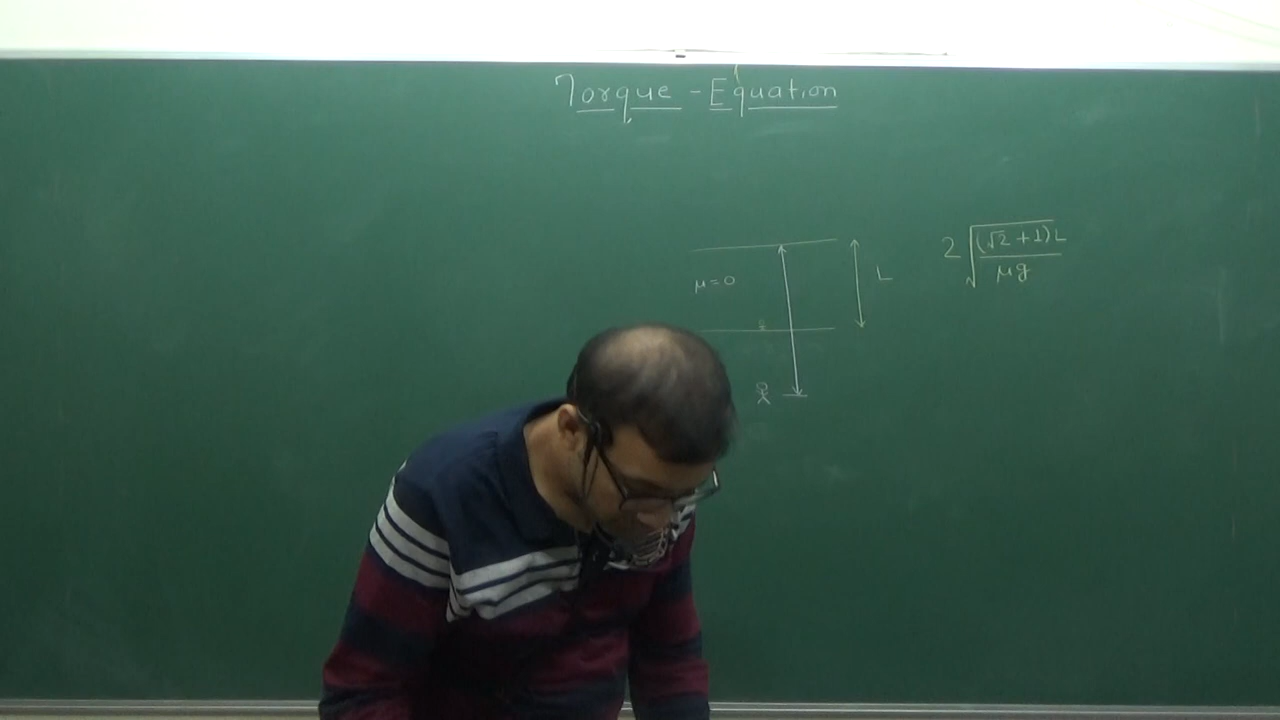 Torque - Equation
μ=0
L
2√((√2 + 1)L / μg)